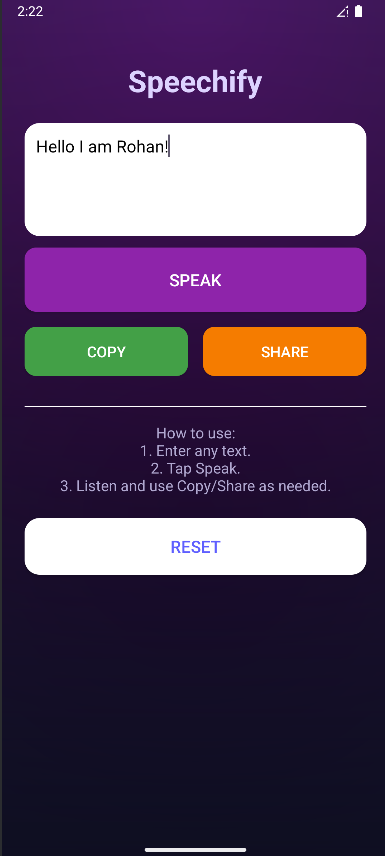 2:22
Speechify
Hello I am Rohan!
SPEAK
COPY
SHARE
How to use:
1. Enter any text.
2. Tap Speak.
3. Listen and use Copy/Share as needed.
RESET